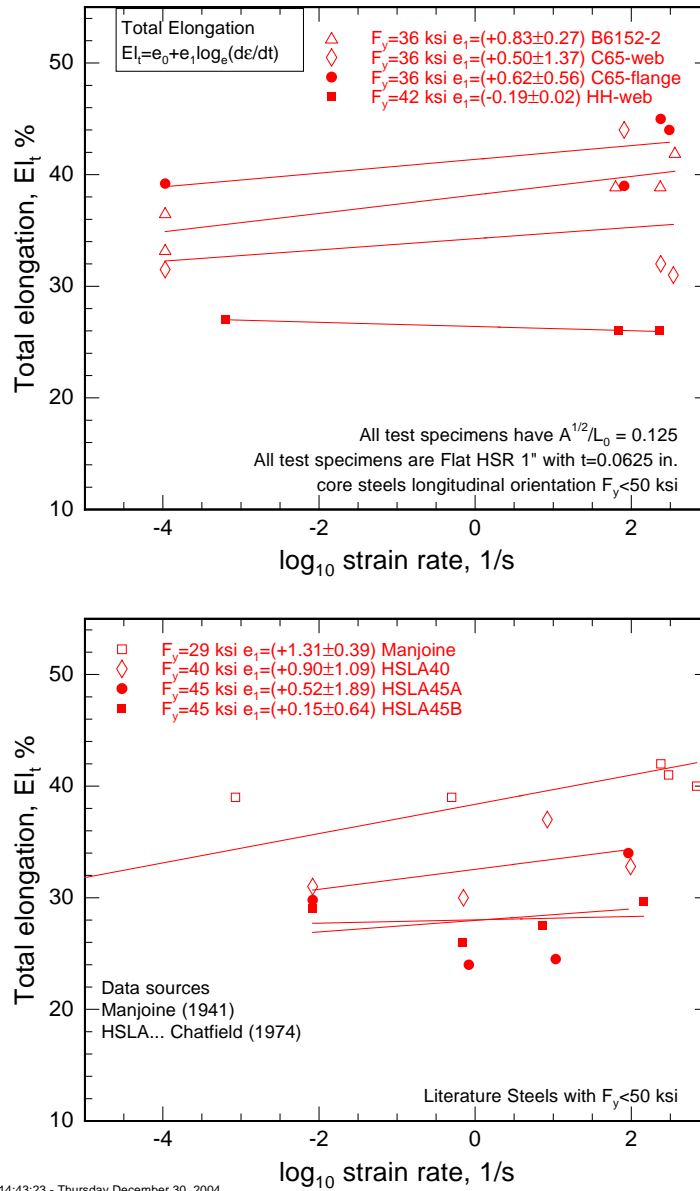 Total Elongation
El_t=e_0+e_1log_e(dε/dt)
F_y=36 ksi e_1=(+0.83±0.27) B6152-2
F_y=36 ksi e_1=(+0.50±1.37) C65-web
F_y=36 ksi e_1=(+0.62±0.56) C65-flange
F_y=42 ksi e_1=(-0.19±0.02) HH-web
50
40
30
20
10
Total elongation, El_t %
All test specimens have A^1/2/L_0 = 0.125
All test specimens are Flat HSR 1" with t=0.0625 in.
core steels longitudinal orientation F_y<50 ksi
-4 -2 0 2
log_10 strain rate, 1/s
F_y=29 ksi e_1=(+1.31±0.39) Manjoine
F_y=40 ksi e_1=(+0.90±1.09) HSLA40
F_y=45 ksi e_1=(+0.52±1.89) HSLA45A
F_y=45 ksi e_1=(+0.15±0.64) HSLA45B
50
40
30
20
10
Total elongation, El_t %
Data sources
Manjoine (1941)
HSLA... Chatfield (1974)
Literature Steels with F_y<50 ksi
-4 -2 0 2
log_10 strain rate, 1/s
14:43:23 - Thursday December 30, 2004